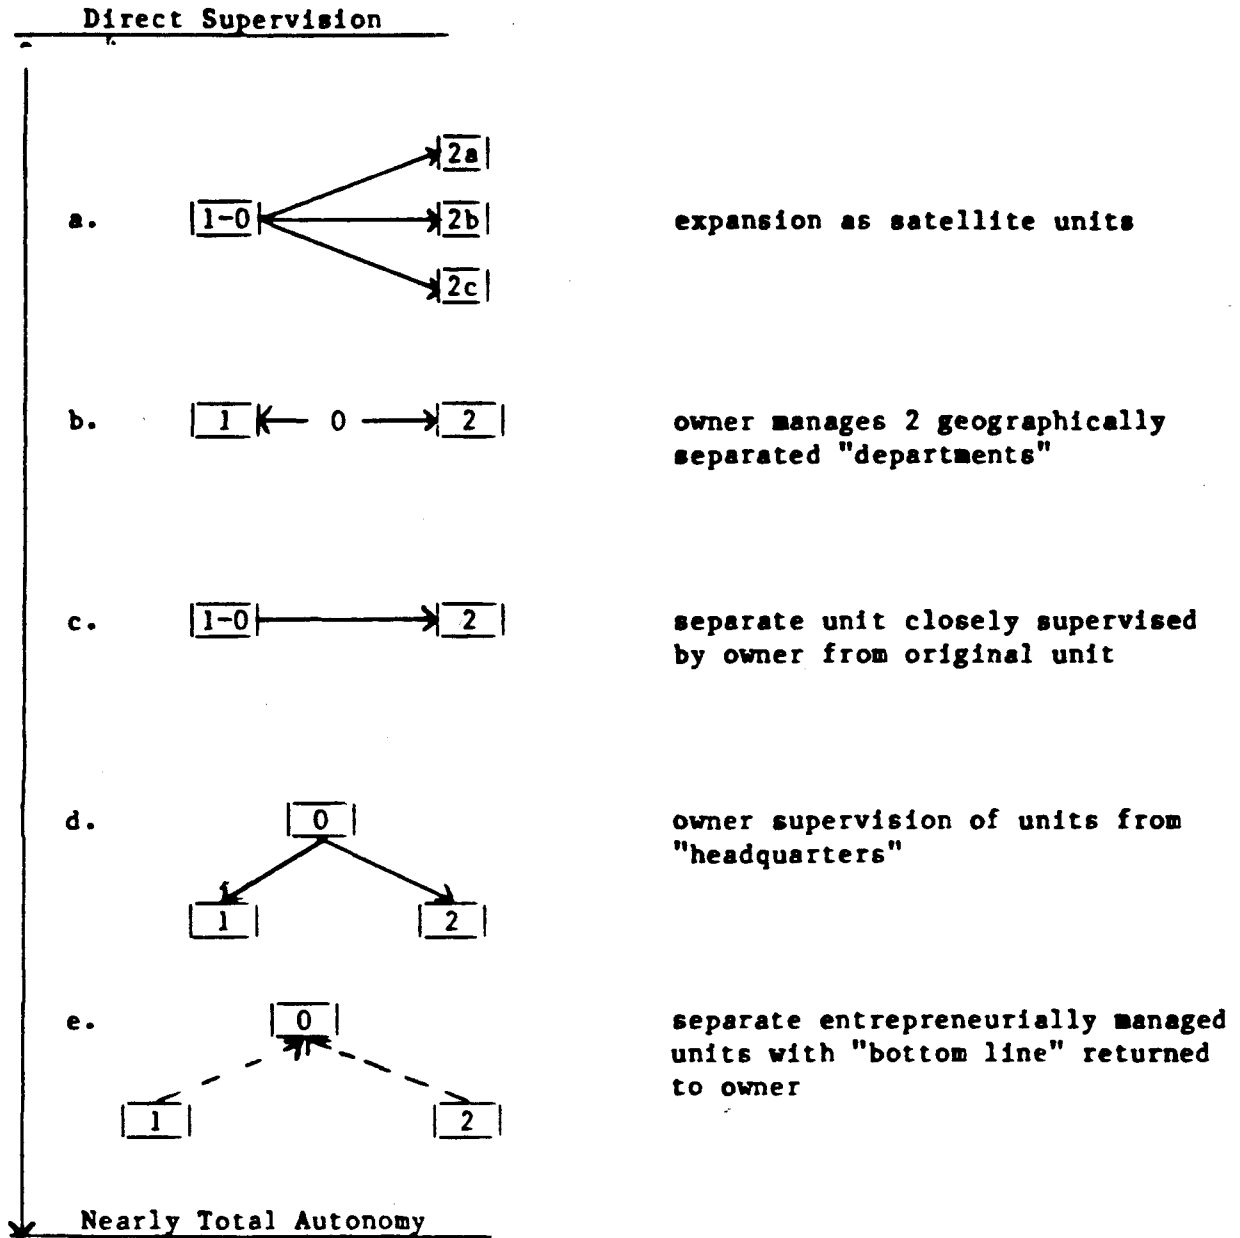 Direct Supervision
2a
a. 1-0 2b expansion as satellite units
2c
b. 1 0 2 owner manages 2 geographically
separated "departments"
c. 1-0 2 separate unit closely supervised
by owner from original unit
d. 0 owner supervision of units from
"headquarters"
1 2
e. 0 separate entrepreneurially managed
units with "bottom line" returned
to owner
1 2
Nearly Total Autonomy